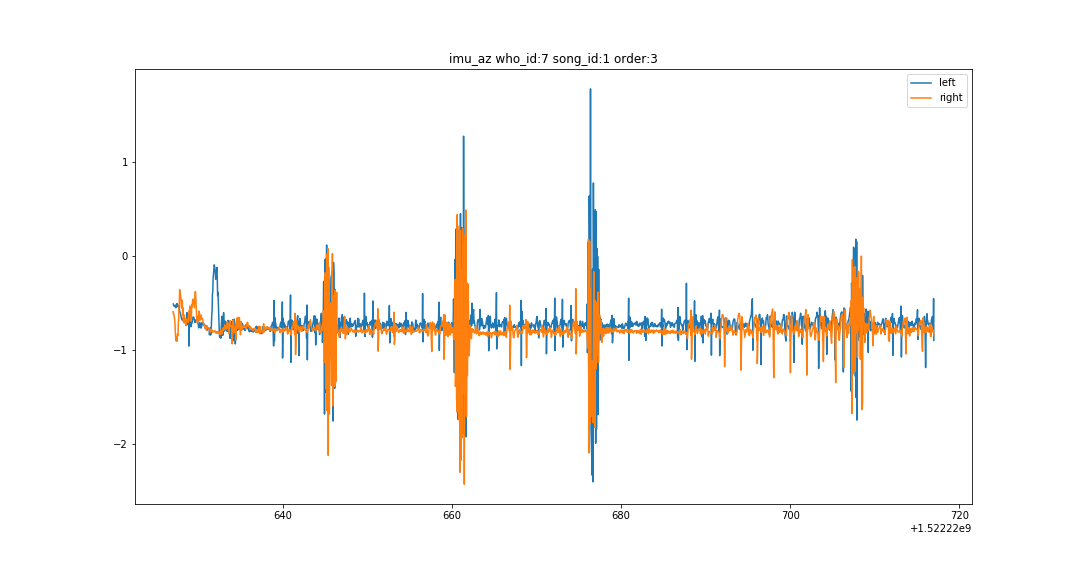 imu_az who_id:7 song_id:1 order:3
left
right
1
0
−1
−2
640
660
680
700
720
+1.52222e9